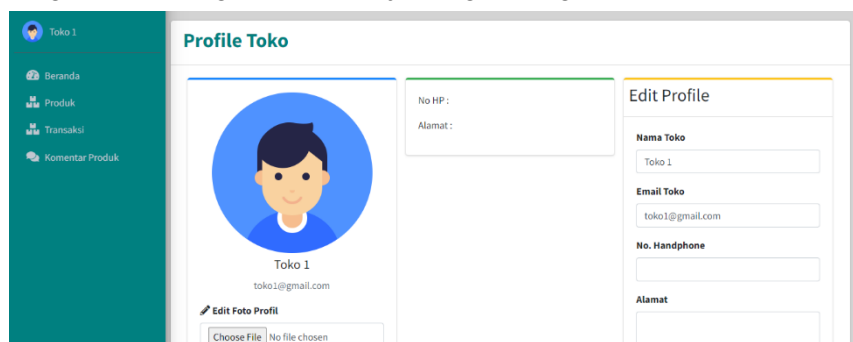 Toko 1
Beranda
Produk
Transaksi
Komentar Produk
Profile Toko
Toko 1
toko1@gmail.com
Edit Foto Profil
Choose File No file chosen
No HP :
Alamat :
Edit Profile
Nama Toko
Toko 1
Email Toko
toko1@gmail.com
No. Handphone
Alamat